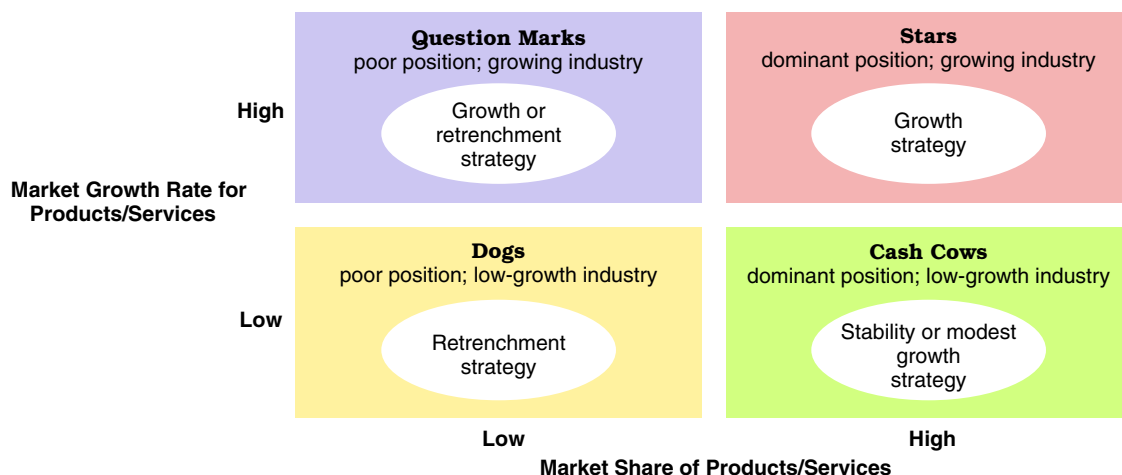 Question Marks
poor position; growing industry
Growth or
retrenchment
strategy
Stars
dominant position; growing industry
Growth
strategy
High
Market Growth Rate for
Products/Services
Dogs
poor position; low-growth industry
Retrenchment
strategy
Cash Cows
dominant position; low-growth industry
Stability or modest
growth
strategy
Low
Low
High
Market Share of Products/Services